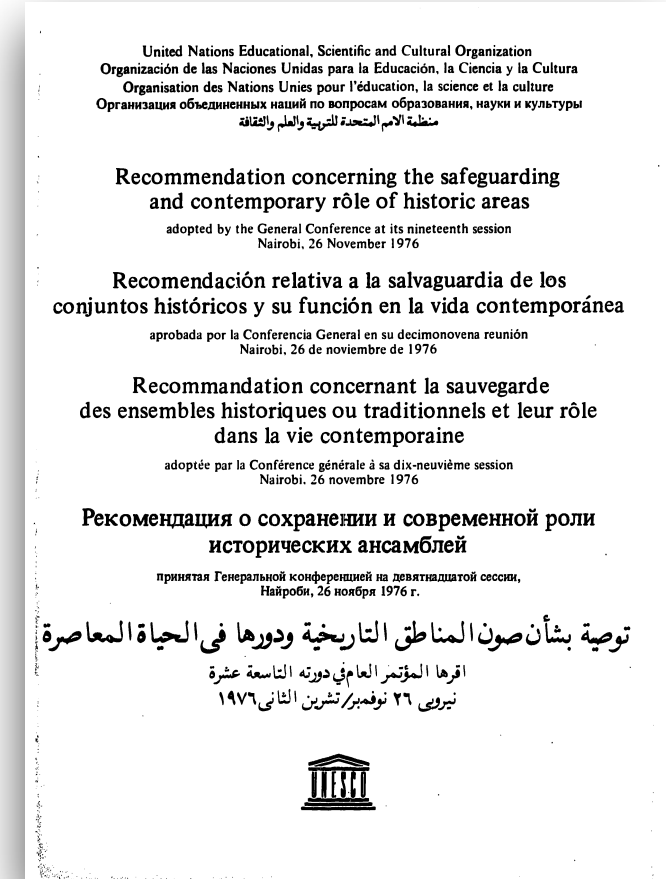 United Nations Educational, Scientific and Cultural Organization
Organización de las Naciones Unidas para la Educación, la Ciencia y la Cultura
Organisation des Nations Unies pour l'éducation, la science et la culture
Организация объединенных наций по вопросам образования, науки и культуры
منظمة الامم المتحدة للتربية والعلم والثقافة
Recommendation concerning the safeguarding
and contemporary rôle of historic areas
adopted by the General Conference at its nineteenth session
Nairobi, 26 November 1976
Recomendación relativa a la salvaguardia de los
conjuntos históricos y su función en la vida contemporánea
aprobada por la Conferencia General en su decimonovena reunión
Nairobi, 26 de noviembre de 1976
Recommandation concernant la sauvegarde
des ensembles historiques ou traditionnels et leur rôle
dans la vie contemporaine
adoptée par la Conférence générale à sa dix-neuvième session
Nairobi. 26 novembre 1976
Рекомендация о сохранении и современной роли
исторических ансамблей
принятая Генеральной конференцией на девятнадцатой сессии,
Найроби, 26 ноября 1976 г.
توصية بشأن صون المناطق التاريخية ودورها فى الحياة المعاصرة
اقرها المؤتمر العام في دورته التاسعة عشرة
نيروبى ٢٦ نوفمبر/تشرين الثانى ١٩٧٦
UNESCO